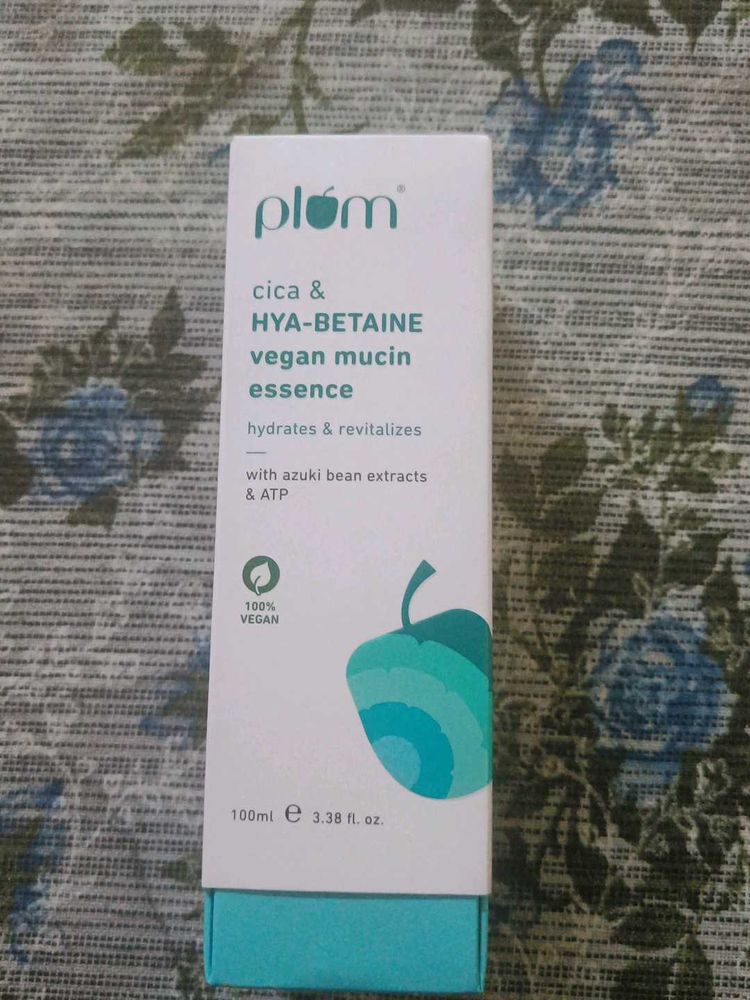 plum®
cica &
HYA-BETAINE
vegan mucin
essence
hydrates & revitalizes
with azuki bean extracts
& ATP
100%
VEGAN
100ml e 3.38 fl. oz.